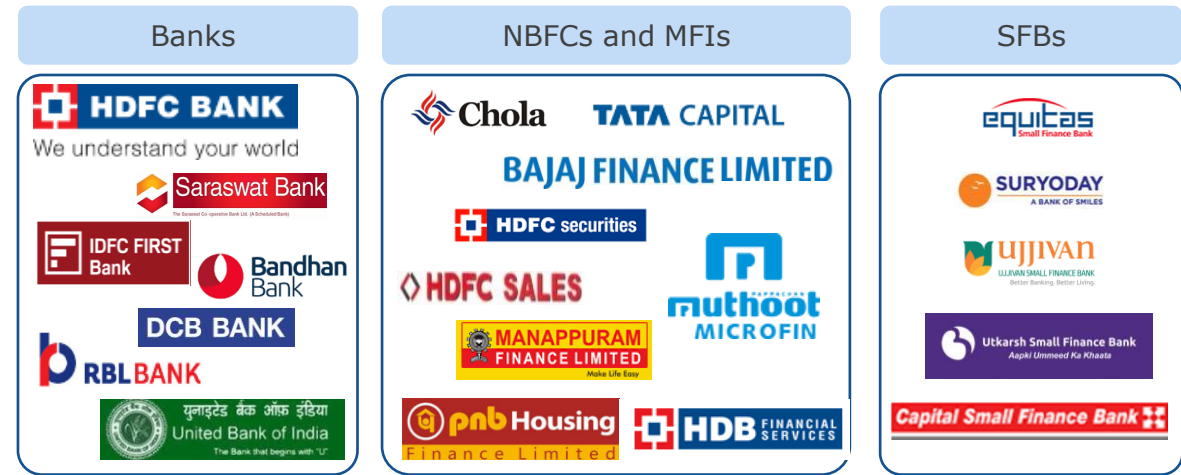 Banks
NBFCs and MFIs
SFBs
HDFC BANK
We understand your world
Saraswat Bank
The Saraswat Co-operative Bank Ltd. (A Scheduled Bank)
IDFC FIRST
Bank
Bandhan
Bank
DCB BANK
RBL BANK
युनाइटेड बैंक ऑफ़ इंडिया
United Bank of India
The Bank that begins with "U"
Chola
TATA CAPITAL
BAJAJ FINANCE LIMITED
HDFC securities
HDFC SALES
MUTHOOT PAPPACHAN
muthoot
MICROFIN
MANAPPURAM
FINANCE LIMITED
Make Life Easy
pnb Housing
Finance Limited
HDB FINANCIAL
SERVICES
equitas
Small Finance Bank
SURYODAY
A BANK OF SMILES
UJJIVAN
UJJIVAN SMALL FINANCE BANK
Better Banking. Better Living.
Utkarsh Small Finance Bank
Aapki Ummeed Ka Khaata
Capital Small Finance Bank